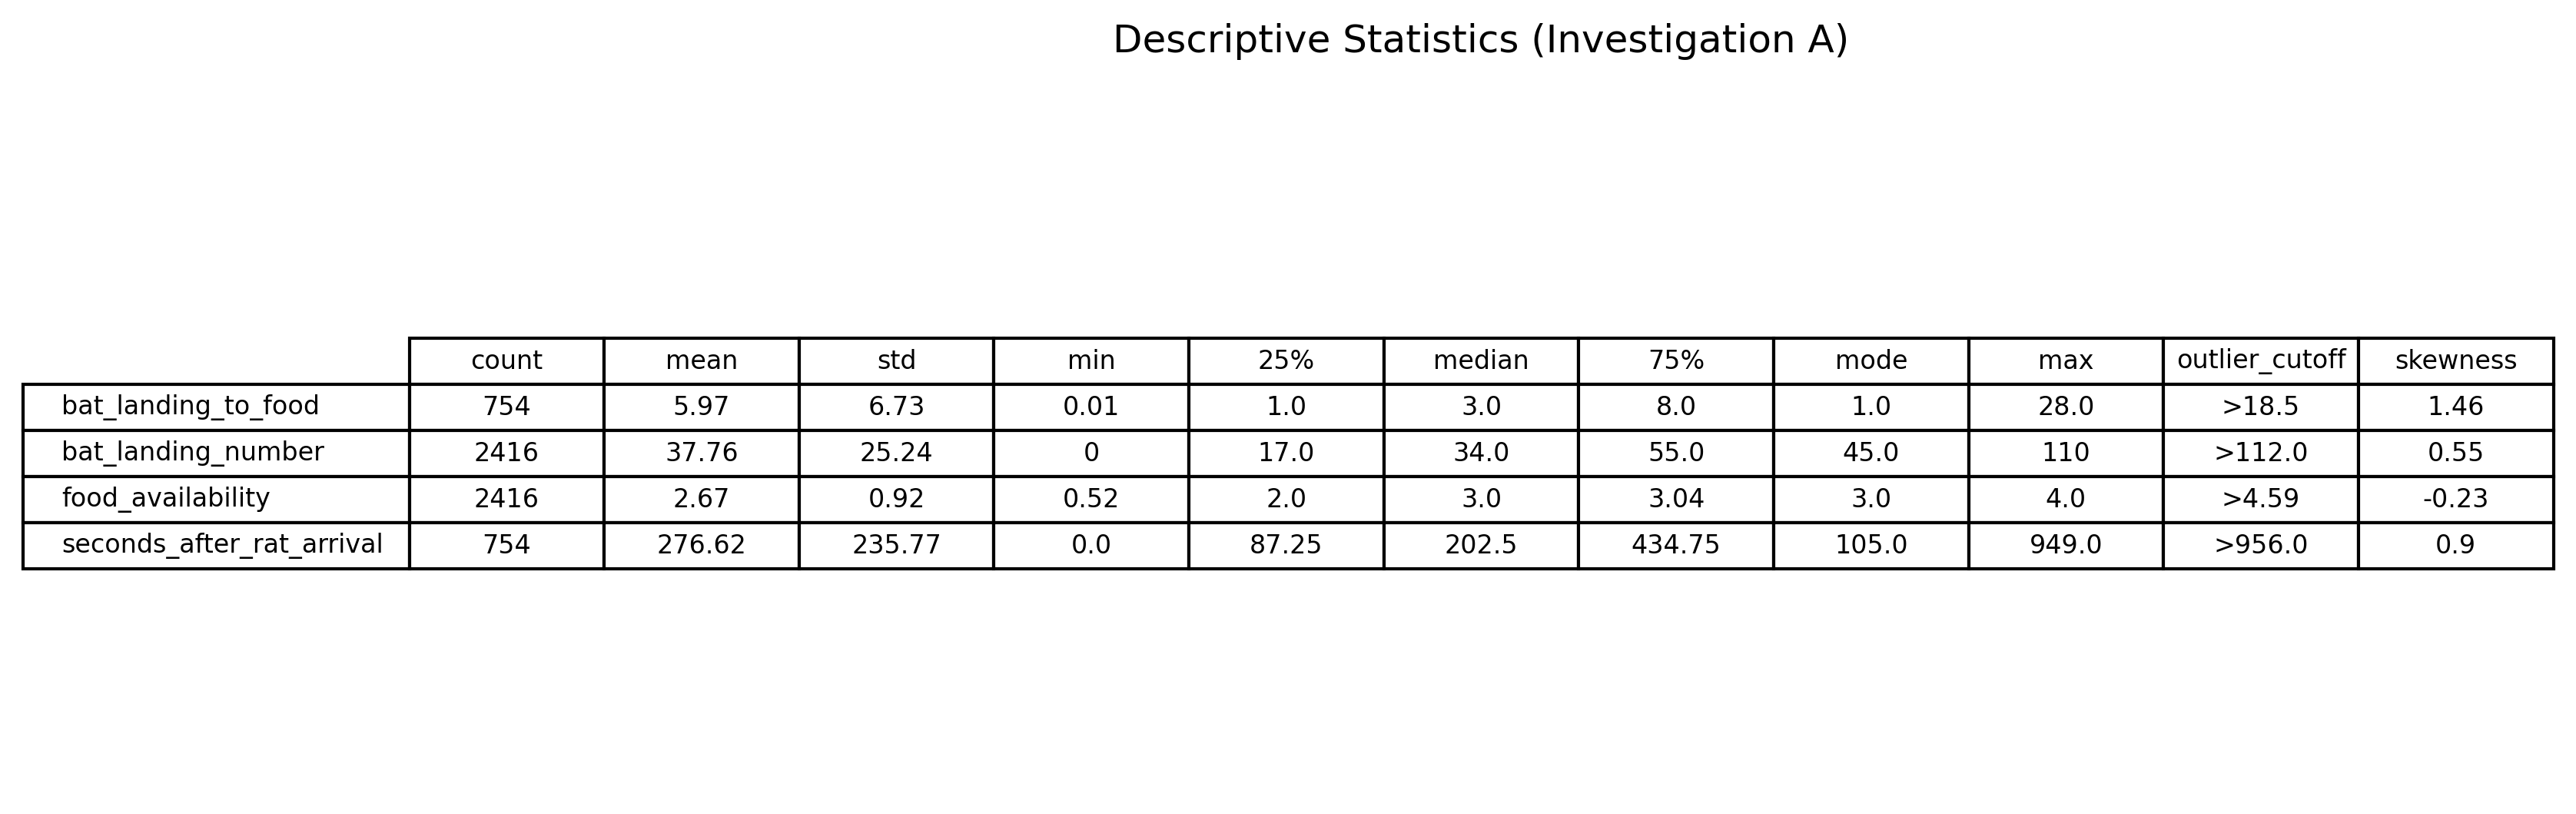 Descriptive Statistics (Investigation A)
count mean std min 25% median 75% mode max outlier_cutoff skewness
bat_landing_to_food 754 5.97 6.73 0.01 1.0 3.0 8.0 1.0 28.0 >18.5 1.46
bat_landing_number 2416 37.76 25.24 0 17.0 34.0 55.0 45.0 110 >112.0 0.55
food_availability 2416 2.67 0.92 0.52 2.0 3.0 3.04 3.0 4.0 >4.59 -0.23
seconds_after_rat_arrival 754 276.62 235.77 0.0 87.25 202.5 434.75 105.0 949.0 >956.0 0.9